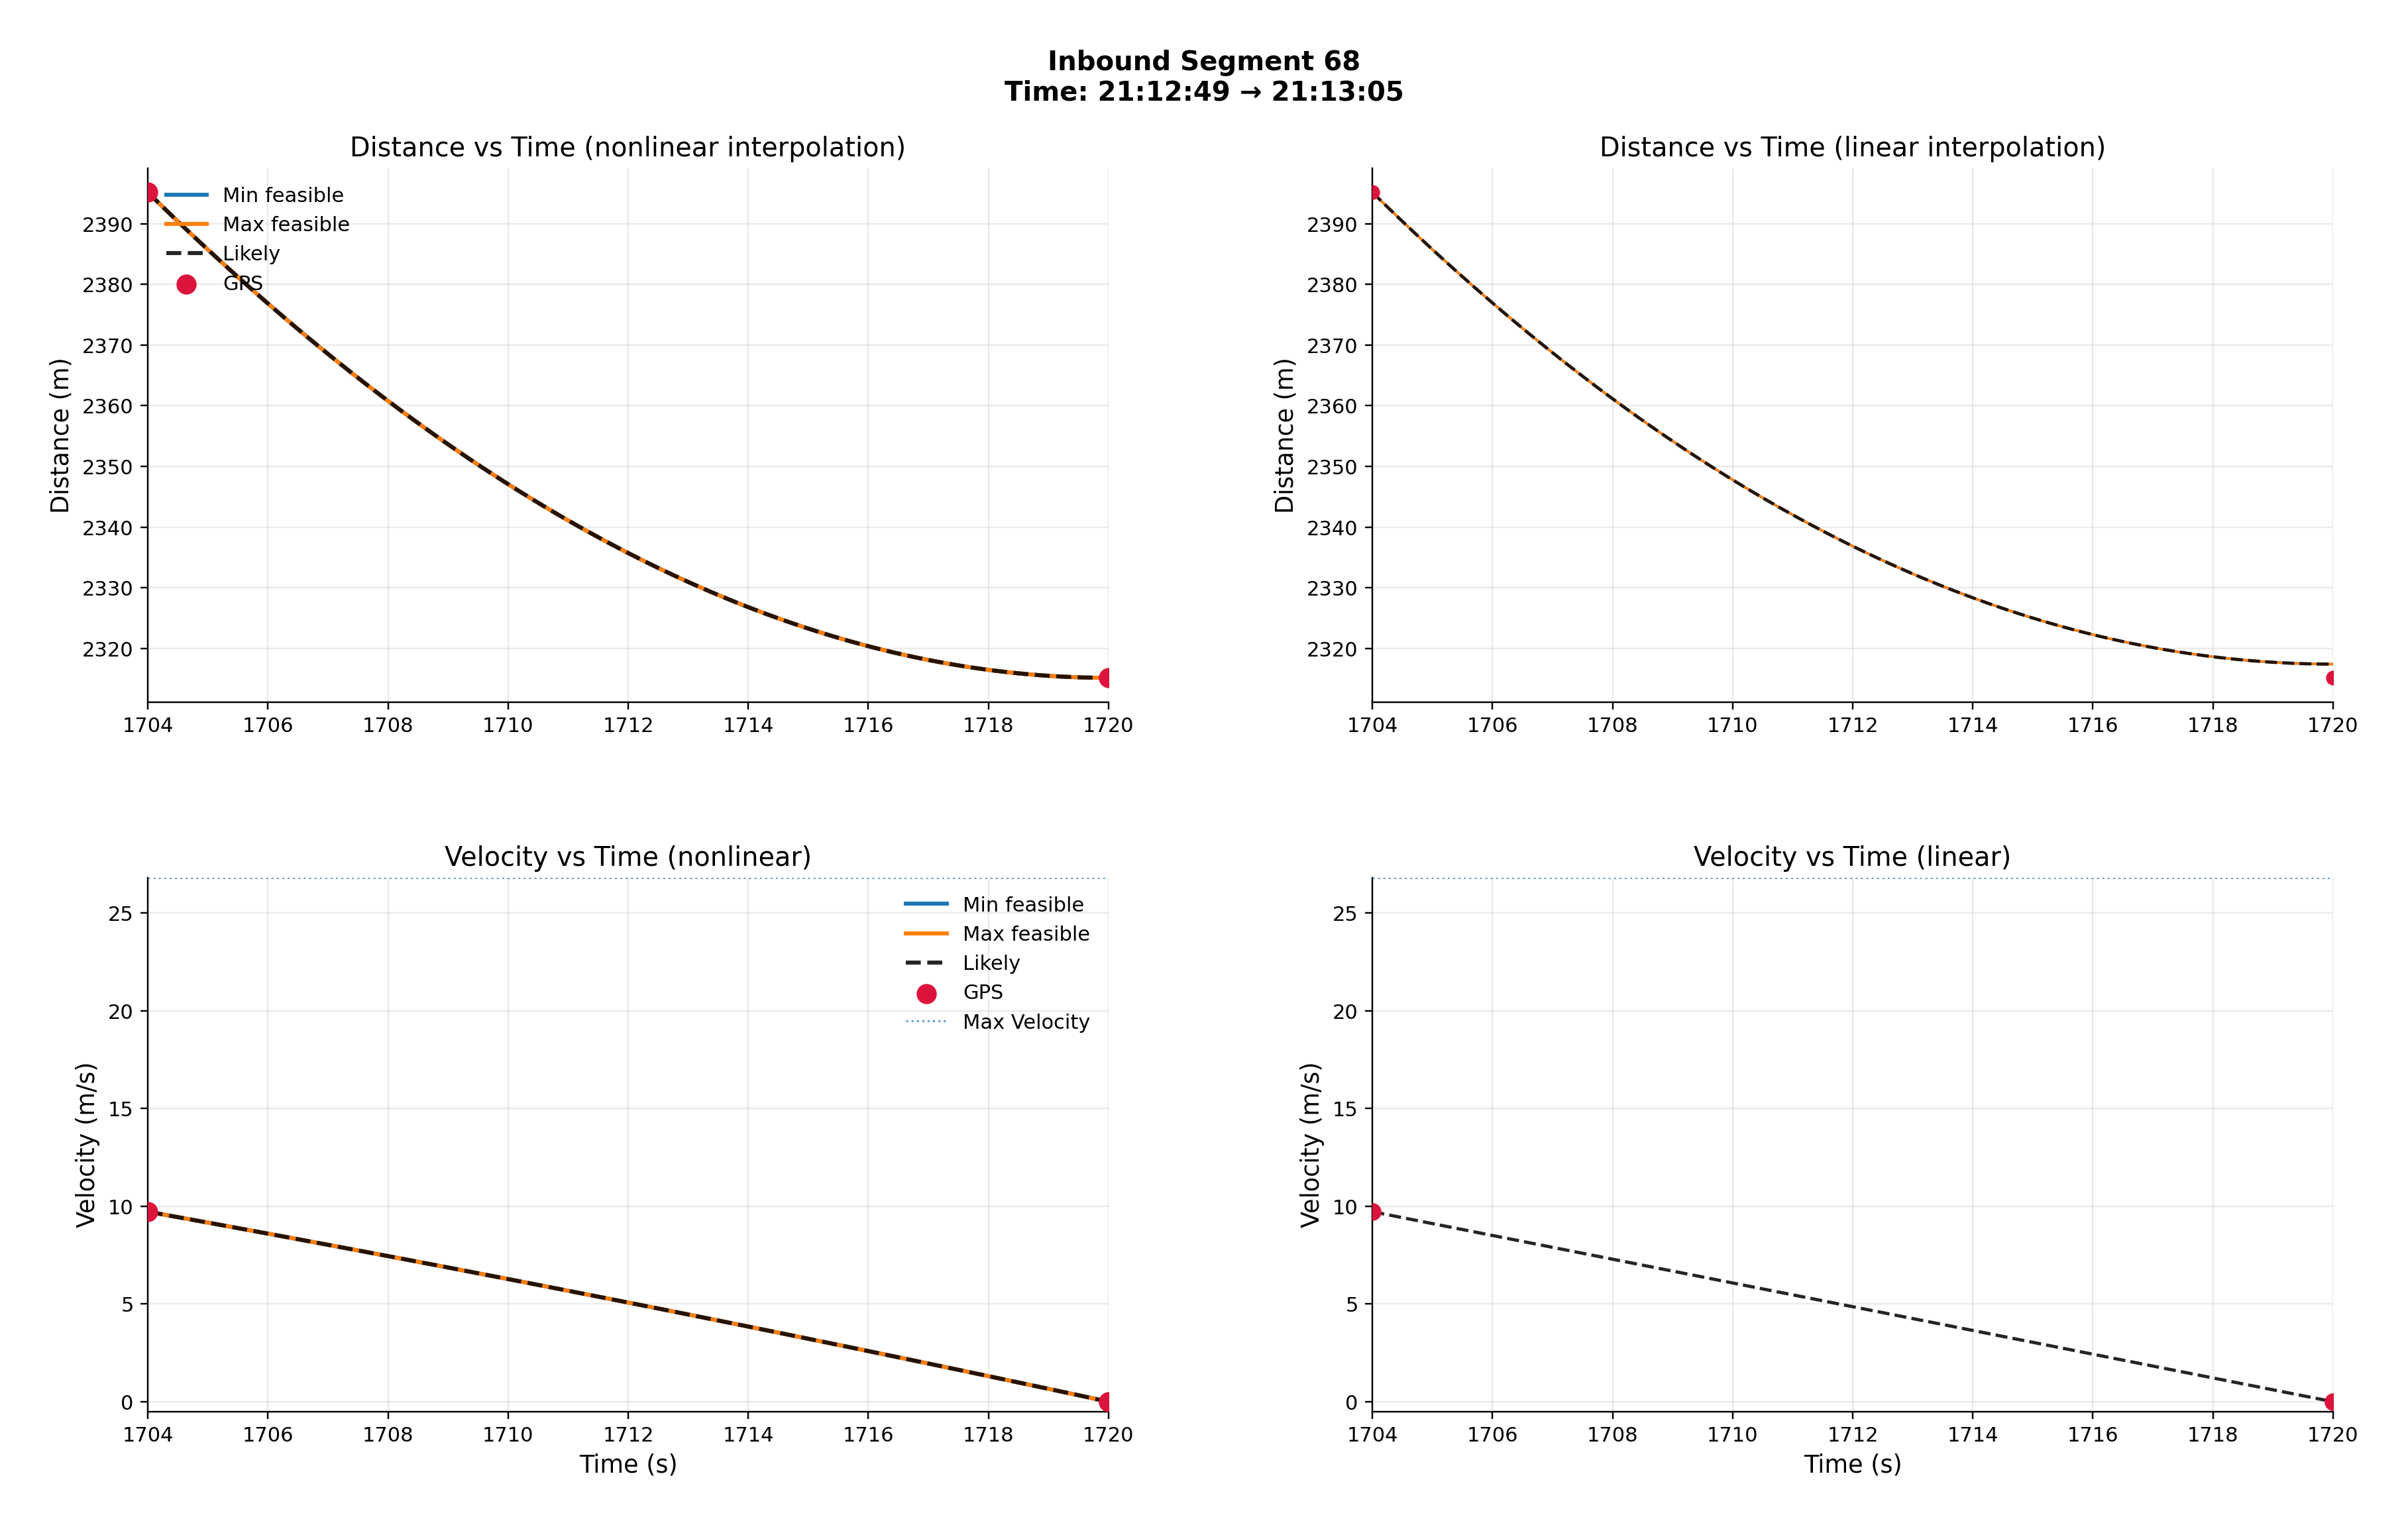 Inbound Segment 68
Time: 21:12:49 → 21:13:05
Distance vs Time (nonlinear interpolation)
Distance (m)
2390
2380
2370
2360
2350
2340
2330
2320
Min feasible
Max feasible
Likely
GPS
1704 1706 1708 1710 1712 1714 1716 1718 1720
Distance vs Time (linear interpolation)
Distance (m)
2390
2380
2370
2360
2350
2340
2330
2320
1704 1706 1708 1710 1712 1714 1716 1718 1720
Velocity vs Time (nonlinear)
Velocity (m/s)
25
20
15
10
5
0
Min feasible
Max feasible
Likely
GPS
Max Velocity
1704 1706 1708 1710 1712 1714 1716 1718 1720
Time (s)
Velocity vs Time (linear)
Velocity (m/s)
25
20
15
10
5
0
1704 1706 1708 1710 1712 1714 1716 1718 1720
Time (s)